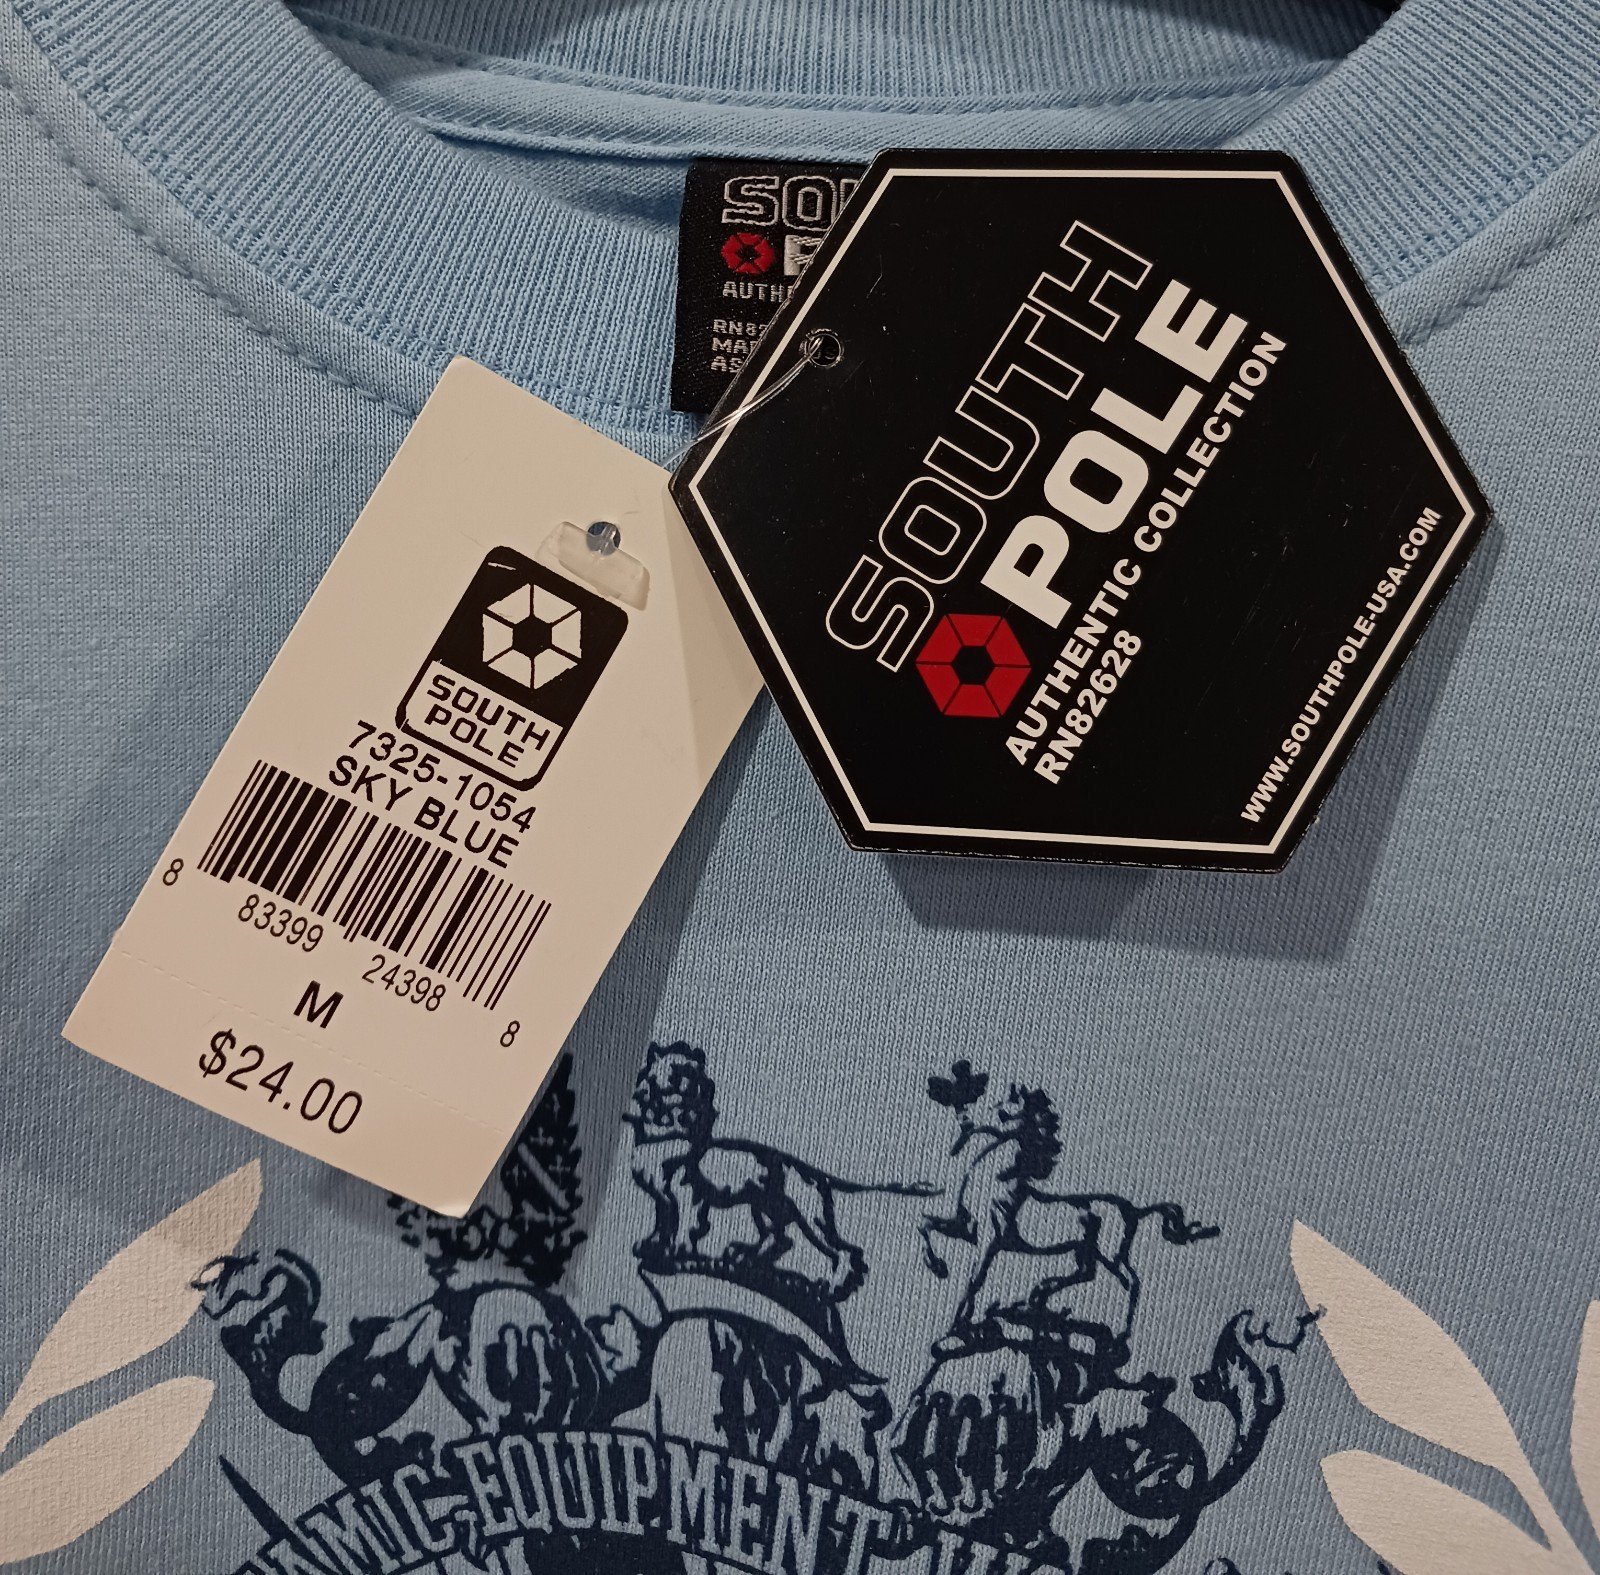 SOUTH
POLE
AUTHENTIC COLLECTION
RN82628
WWW.SOUTHPOLE-USA.COM
SOUTH
POLE
7325-1054
SKY BLUE
8 83399 24398 8
M
$24.00
EQUIPMENT